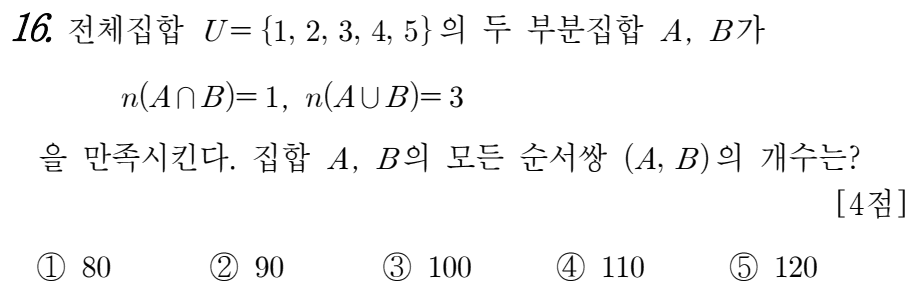 16. 전체집합 U={1, 2, 3, 4, 5}의 두 부분집합 A, B가
n(A∩B)=1, n(A∪B)=3
을 만족시킨다. 집합 A, B의 모든 순서쌍 (A, B)의 개수는?
[4점]
① 80 ② 90 ③ 100 ④ 110 ⑤ 120